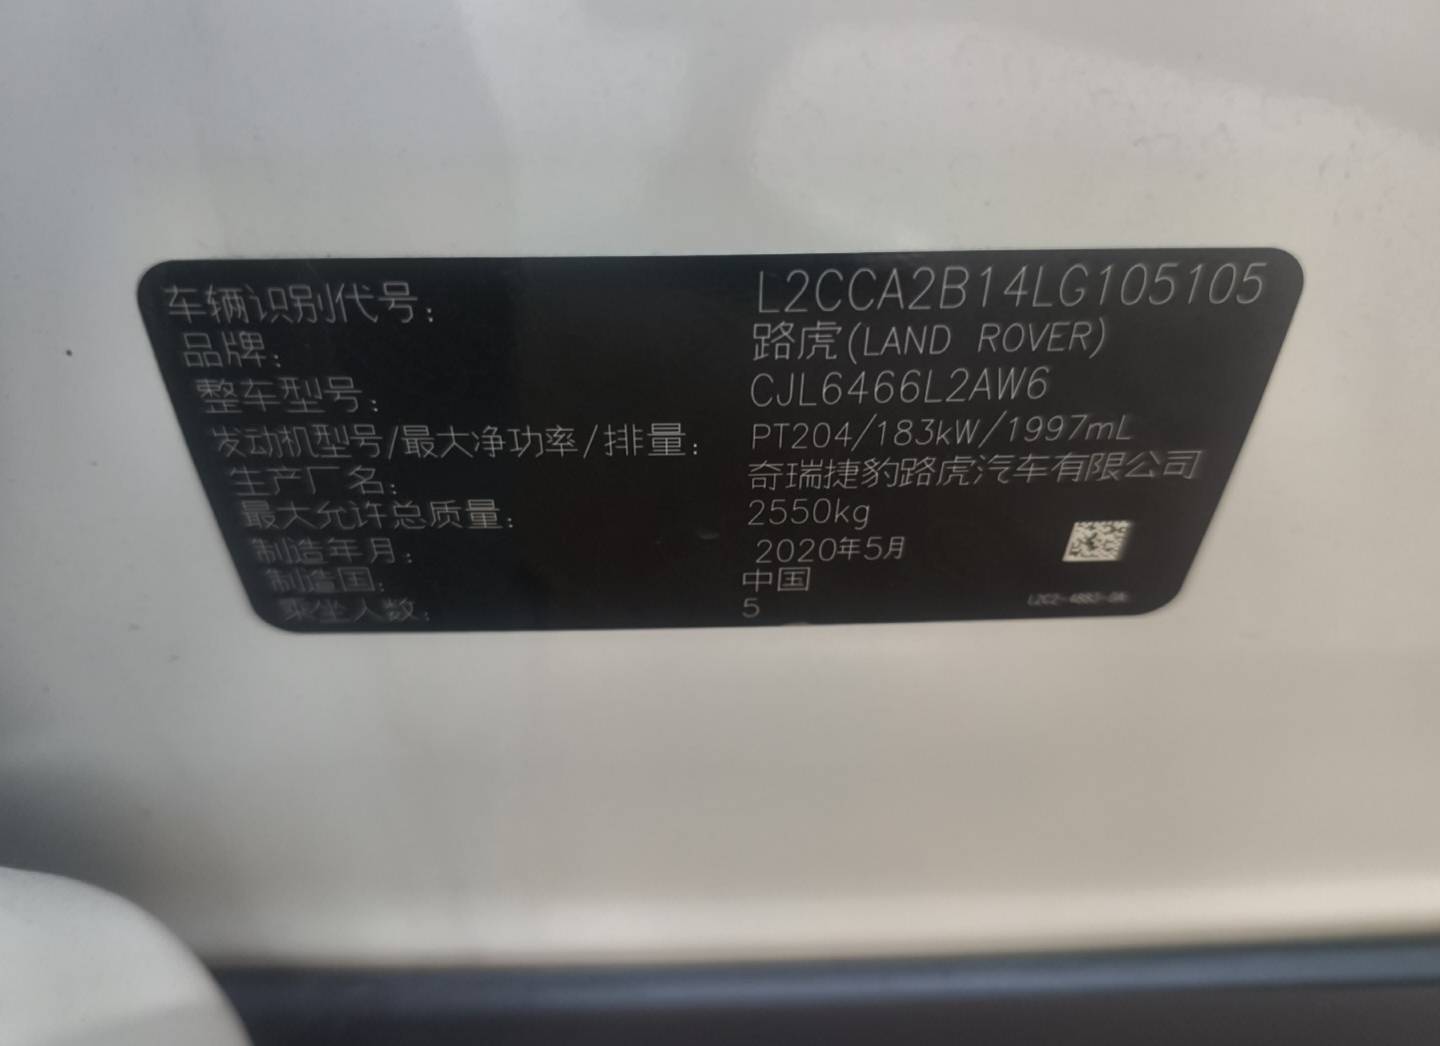 车辆识别代号: L2CCA2B14LG105105
品牌: 路虎(LAND ROVER)
整车型号: CJL6466L2AW6
发动机型号/最大净功率/排量: PT204/183kW/1997mL
生产厂名: 奇瑞捷豹路虎汽车有限公司
最大允许总质量: 2550kg
制造年月: 2020年5月
制造国: 中国
乘坐人数: 5